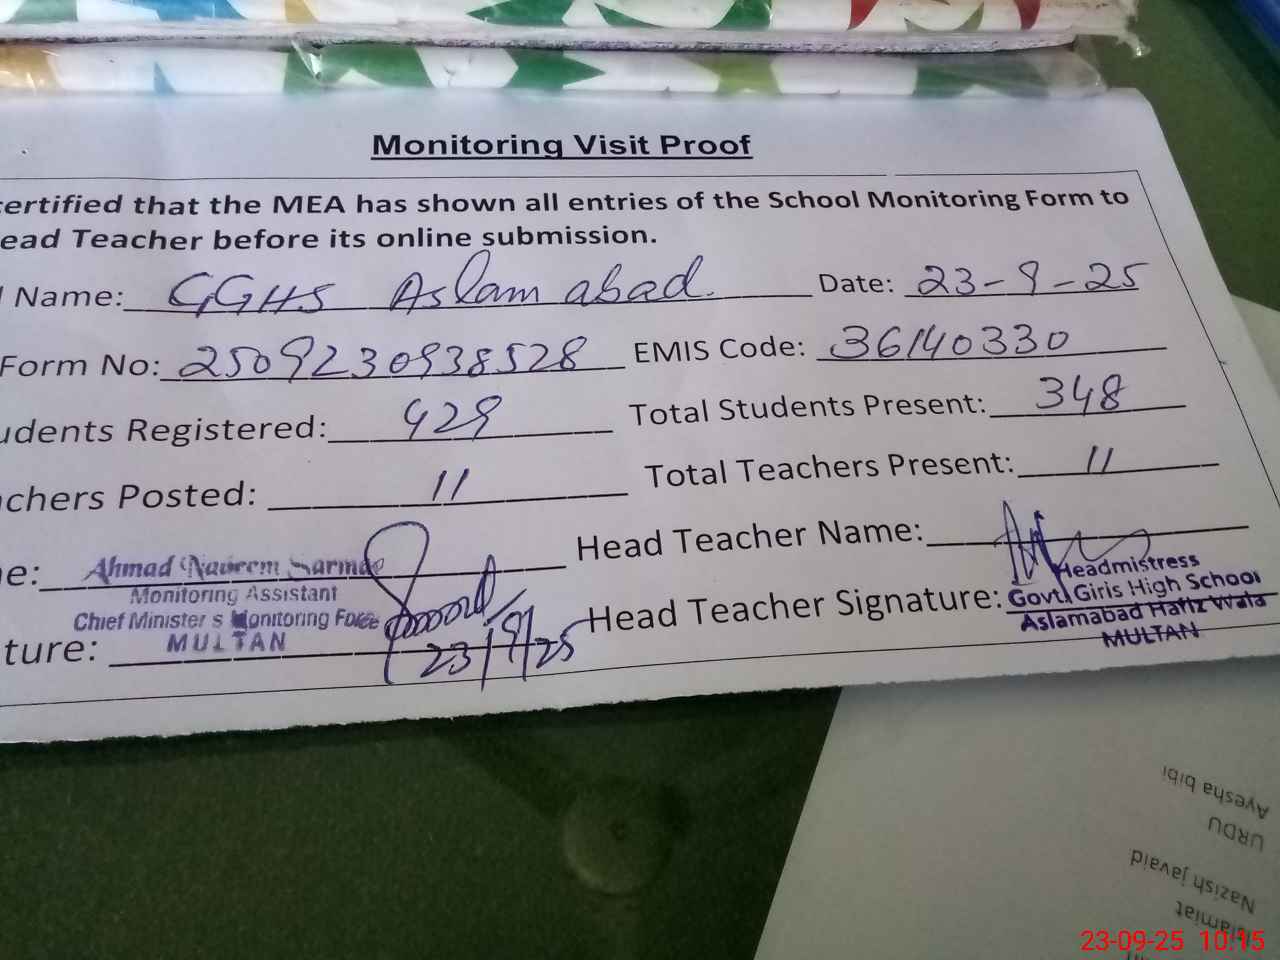 Monitoring Visit Proof
certified that the MEA has shown all entries of the School Monitoring Form to
ead Teacher before its online submission.
l Name: GGHS Aslam abad. Date: 23-9-25
Form No: 2509230938528 EMIS Code: 36140330
udents Registered: 429 Total Students Present: 348
achers Posted: 11 Total Teachers Present: 11
e: Ahmad Naureem Head Teacher Name:
Monitoring Assistant
Chief Minister s Monitoring Force
MULTAN
ture: 23/9/25 Head Teacher Signature:
Headmistress
Govt. Girls High School
Aslamabad Hafiz Wala
MULTAN
Ayesha bibi
URDU
Nazish javaid
Islamiat
23-09-25 10:15